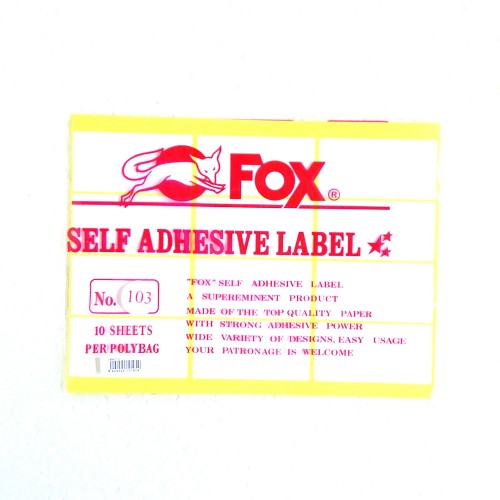 FOX ®
SELF ADHESIVE LABEL
No. 103
10 SHEETS
PER POLYBAG
"FOX" SELF ADHESIVE LABEL
A SUPEREMINENT PRODUCT
MADE OF THE TOP QUALITY PAPER
WITH STRONG ADHESIVE POWER
WIDE VARIETY OF DESIGNS, EASY USAGE
YOUR PATRONAGE IS WELCOME